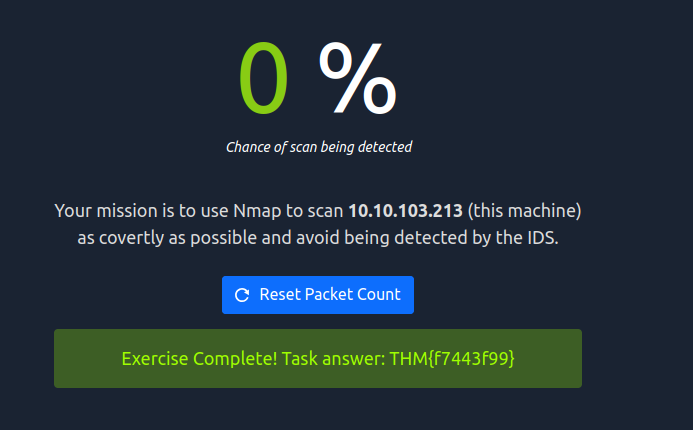 0 %
Chance of scan being detected
Your mission is to use Nmap to scan 10.10.103.213 (this machine)
as covertly as possible and avoid being detected by the IDS.
Reset Packet Count
Exercise Complete! Task answer: THM{f7443f99}